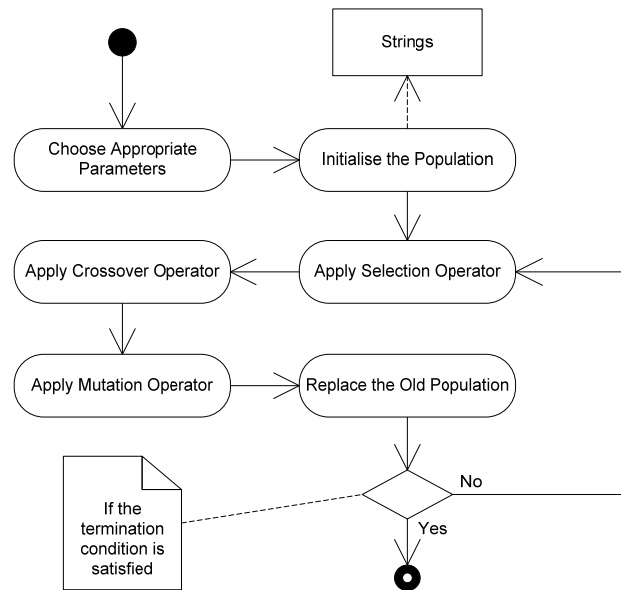 Strings
Choose Appropriate
Parameters
Initialise the Population
Apply Crossover Operator
Apply Selection Operator
Apply Mutation Operator
Replace the Old Population
No
If the
termination
condition is
satisfied
Yes